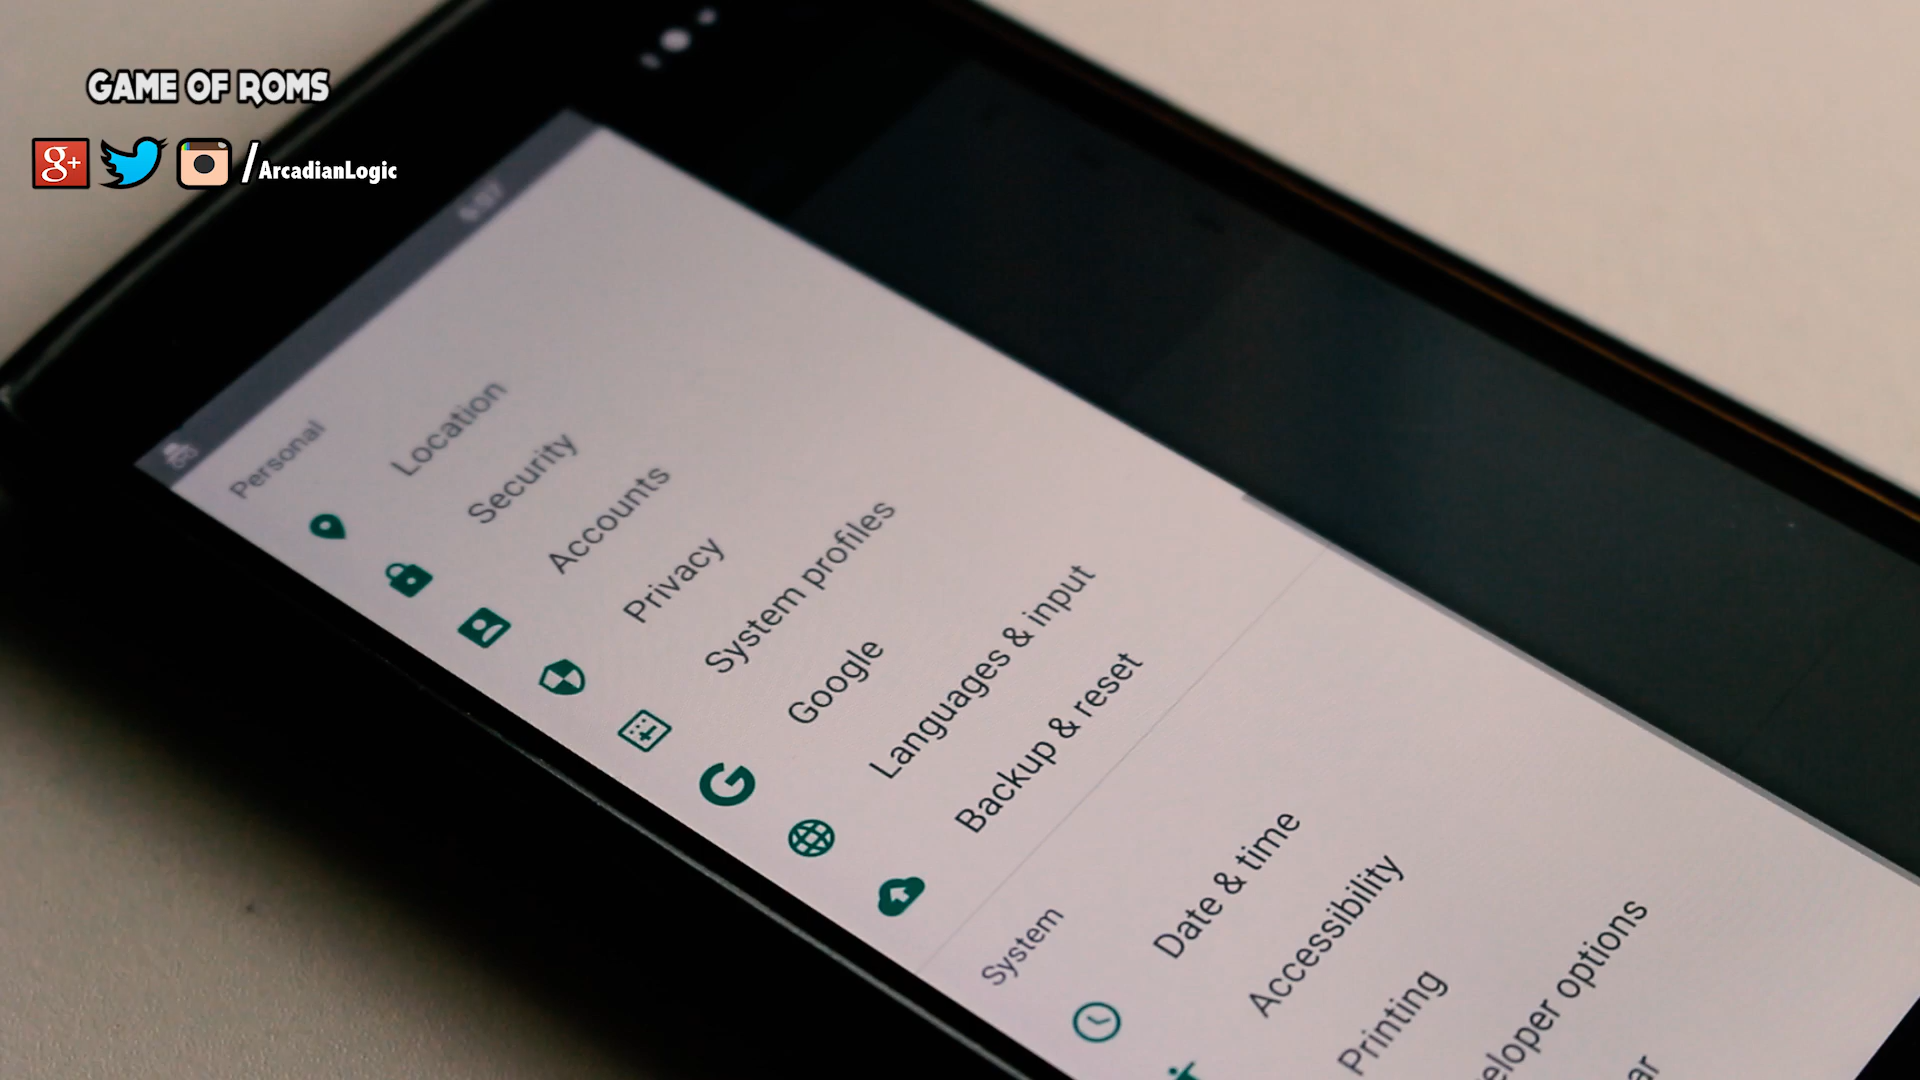 GAME OF ROMS
g+ /ArcadianLogic
Personal
Location
Security
Accounts
Privacy
System profiles
Google
Languages & input
Backup & reset
System
Date & time
Accessibility
Printing
eloper options
ar